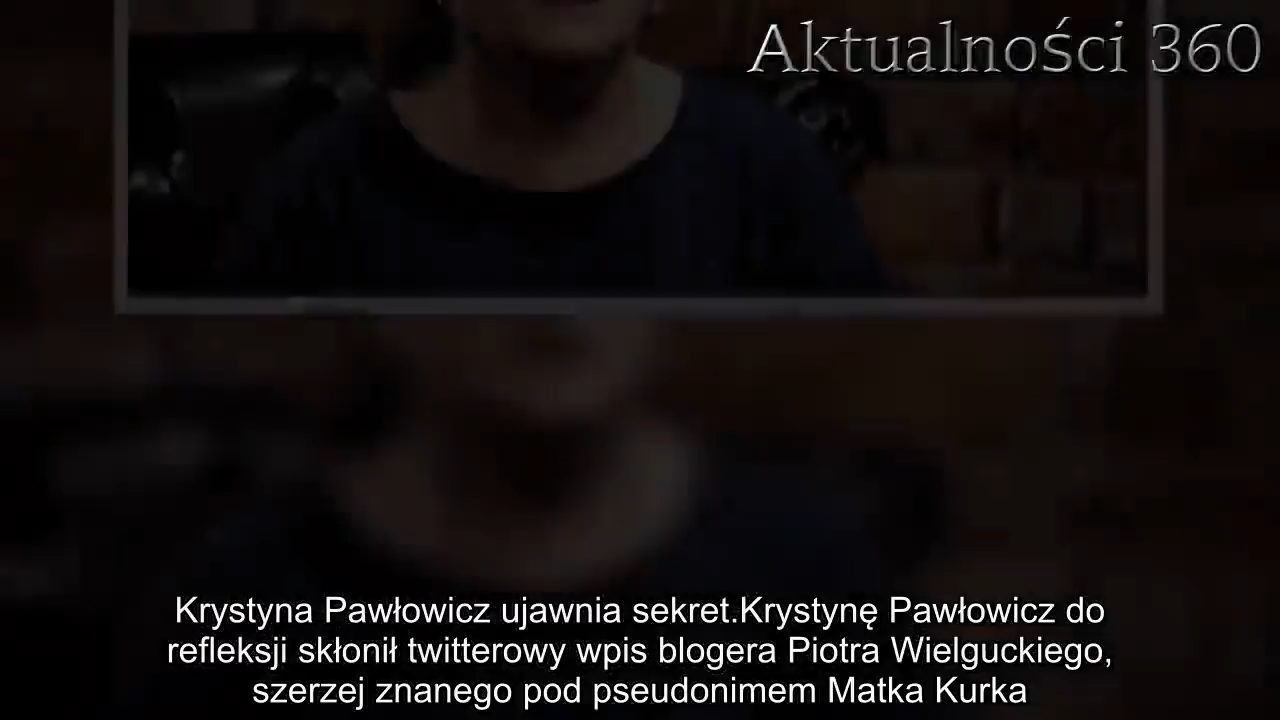 Aktualności 360
Krystyna Pawłowicz ujawnia sekret.Krystynę Pawłowicz do
refleksji skłonił twitterowy wpis blogera Piotra Wielguckiego,
szerzej znanego pod pseudonimem Matka Kurka